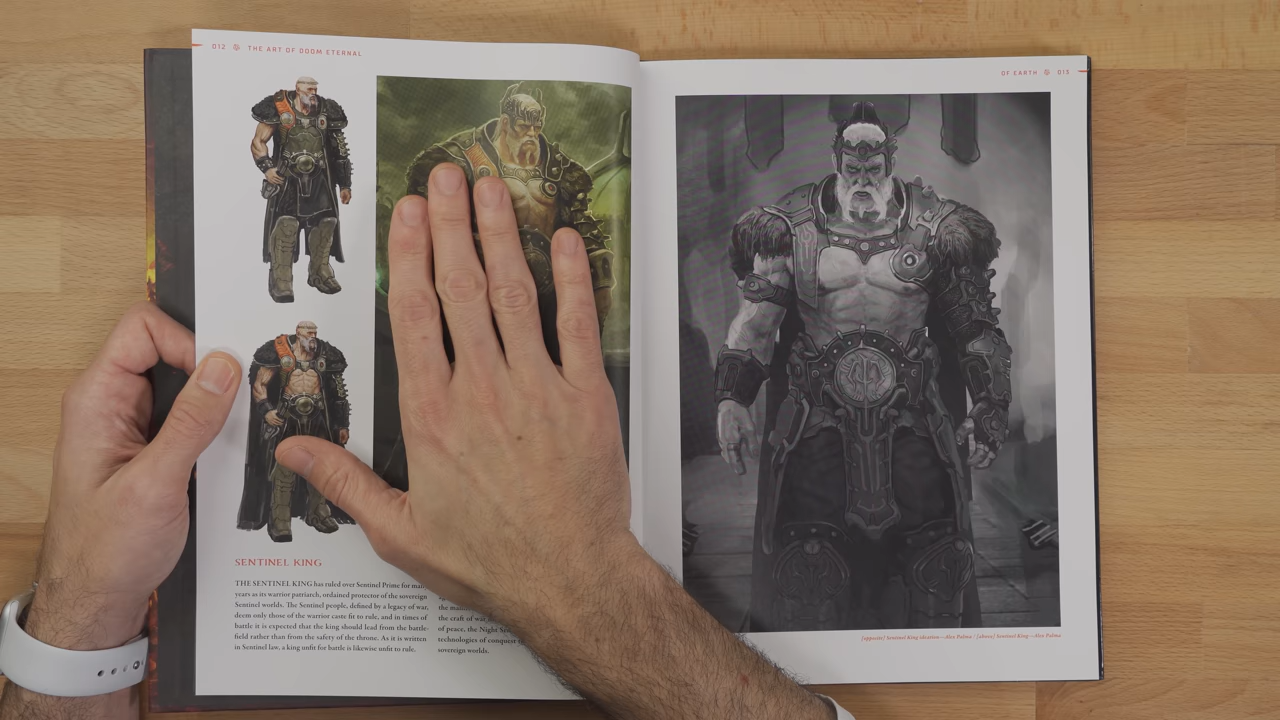 012 THE ART OF DOOM ETERNAL
OF EARTH 013
SENTINEL KING
THE SENTINEL KING has ruled over Sentinel Prime for
years as its warrior patriarch, ordained protector of the sovereign
Sentinel worlds. The Sentinel people, defined by a legacy of war,
deem only those of the warrior caste fit to rule, and in times of
battle it is expected that the king should lead from the battle-
field rather than from the safety of the throne. As it is written
in Sentinel law, a king unfit for battle is likewise unfit to rule.
the
the craft of war
of peace, the Night
technologies of conquest
sovereign worlds.
[opposite] Sentinel King ideation—Alex Palma / [above] Sentinel King—Alex Palma